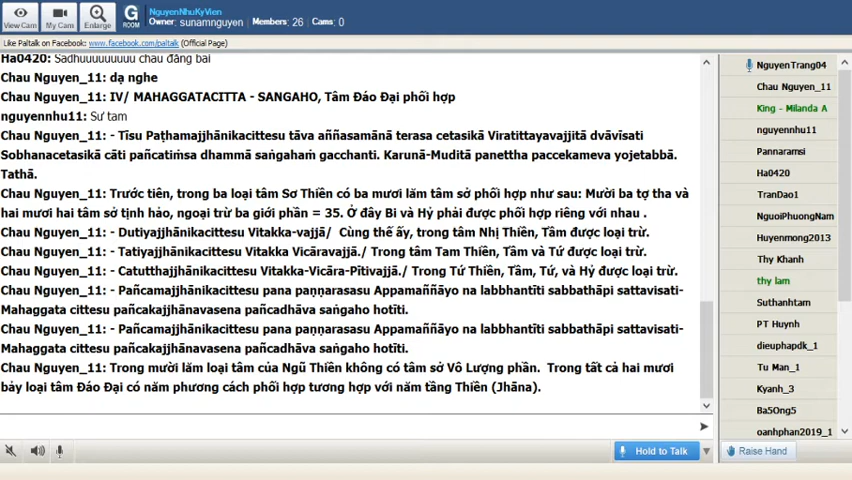 View Cam
My Cam
Enlarge
G
ROOM
NguyenNhuKyVien
Owner: sunamnguyen Members: 26 Cams: 0
Like Paltalk on Facebook: www.facebook.com/paltalk (Official Page)
Ha0420: Sadhuuuuuuuuu chau đăng bai
Chau Nguyen_11: dạ nghe
Chau Nguyen_11: IV/ MAHAGGATACITTA - SANGAHO, Tâm Đáo Đại phối hợp
nguyennhu11: Sư tam
Chau Nguyen_11: - Tīsu Paṭhamajjhānikacittesu tāva aññasamānā terasa cetasikā Viratittayavajjitā dvāvīsati
Sobhanacetasikā cāti pañcatiṁsa dhammā saṅgahaṁ gacchanti. Karunā-Muditā panettha paccekameva yojetabbā.
Tathā.
Chau Nguyen_11: Trước tiên, trong ba loại tâm Sơ Thiền có ba mươi lăm tâm sở phối hợp như sau: Mười ba tợ tha và
hai mươi hai tâm sở tịnh hảo, ngoại trừ ba giới phần = 35. Ở đây Bi và Hỷ phải được phối hợp riêng với nhau .
Chau Nguyen_11: - Dutiyajjhānikacittesu Vitakka-vajjā/ Cùng thế ấy, trong tâm Nhị Thiền, Tầm được loại trừ.
Chau Nguyen_11: - Tatiyajjhānikacittesu Vitakka Vicāravajjā./ Trong tâm Tam Thiền, Tầm và Tứ được loại trừ.
Chau Nguyen_11: - Catutthajjhānikacittesu Vitakka-Vicāra-Pītivajjā./ Trong Tứ Thiền, Tầm, Tứ, và Hỷ được loại trừ.
Chau Nguyen_11: - Pañcamajjhānikacittesu pana paṇṇarasasu Appamaññāyo na labbhantīti sabbathāpi sattavisati-
Mahaggata cittesu pañcakajjhānavasena pañcadhāva saṅgaho hotīti.
Chau Nguyen_11: - Pañcamajjhānikacittesu pana paṇṇarasasu Appamaññāyo na labbhantīti sabbathāpi sattavisati-
Mahaggata cittesu pañcakajjhānavasena pañcadhāva saṅgaho hotīti.
Chau Nguyen_11: Trong mười lăm loại tâm của Ngũ Thiền không có tâm sở Vô Lượng phần. Trong tất cả hai mươi
bảy loại tâm Đáo Đại có năm phương cách phối hợp tương hợp với năm tầng Thiền (Jhāna).
Hold to Talk
NguyenTrang04
Chau Nguyen_11
King - Milanda A
nguyennhu11
Pannaramsi
Ha0420
TranDao1
NguoiPhuongNam
Huyenmong2013
Thy Khanh
thy lam
Suthanhtam
PT Huynh
dieuphapdk_1
Tu Man_1
Kyanh_3
Ba5Ong5
oanhphan2019_1
Raise Hand